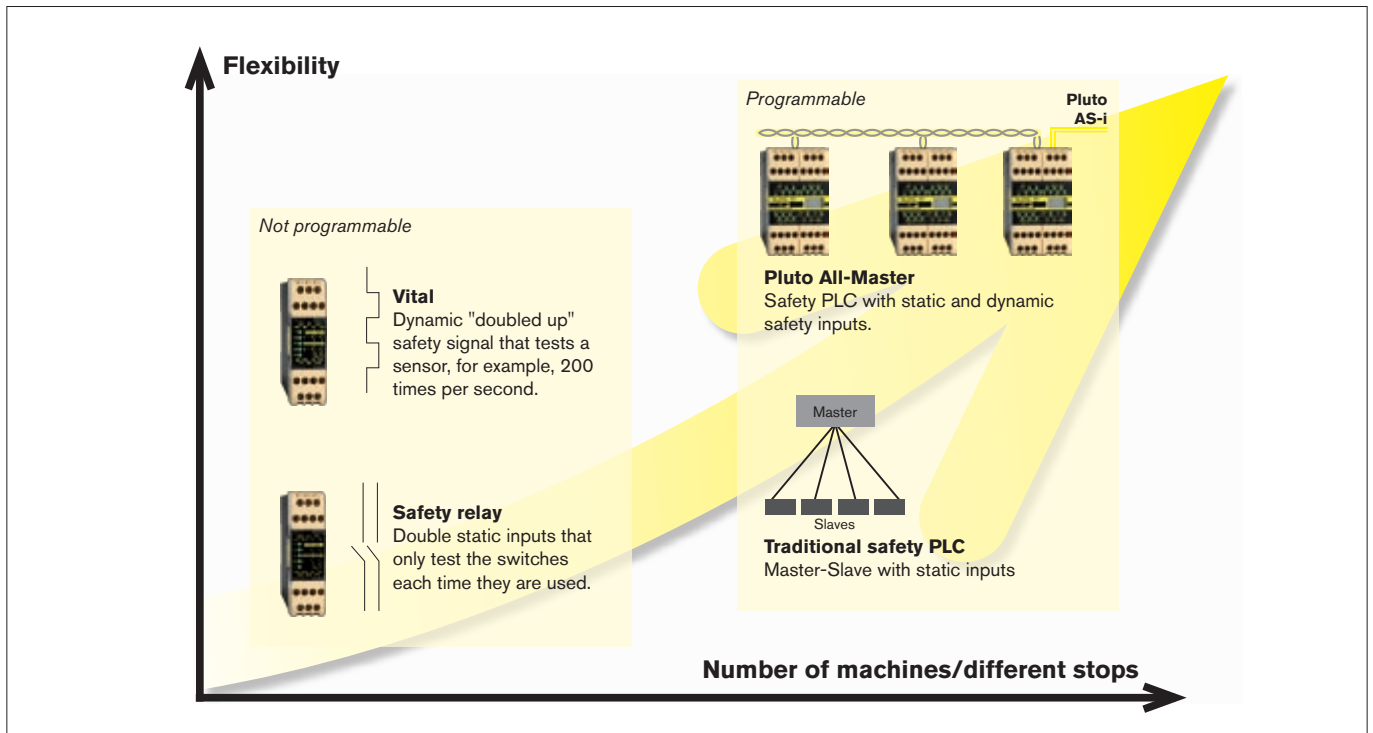 Flexibility
Programmable
Pluto
AS-i
Not programmable
Vital
Dynamic "doubled up"
safety signal that tests a
sensor, for example, 200
times per second.
Pluto All-Master
Safety PLC with static and dynamic
safety inputs.
Safety relay
Double static inputs that
only test the switches
each time they are used.
Master
Slaves
Traditional safety PLC
Master-Slave with static inputs
Number of machines/different stops